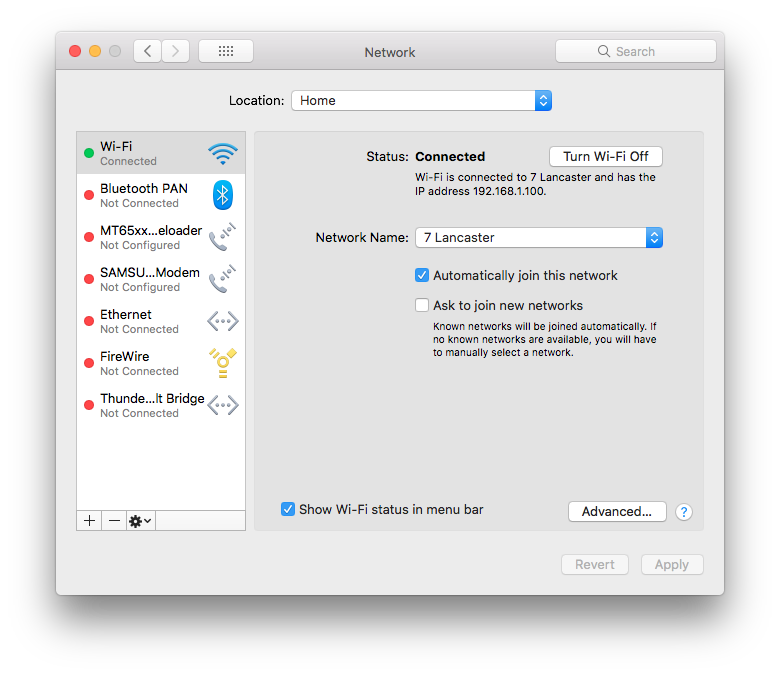 Network
Search
Location: Home
Wi-Fi
Connected
Bluetooth PAN
Not Connected
MT65xx...eloader
Not Configured
SAMSU...Modem
Not Configured
Ethernet
Not Connected
FireWire
Not Connected
Thunde...lt Bridge
Not Connected
Status: Connected
Turn Wi-Fi Off
Wi-Fi is connected to 7 Lancaster and has the
IP address 192.168.1.100.
Network Name: 7 Lancaster
Automatically join this network
Ask to join new networks
Known networks will be joined automatically. If
no known networks are available, you will have
to manually select a network.
Show Wi-Fi status in menu bar
Advanced...
?
Revert
Apply